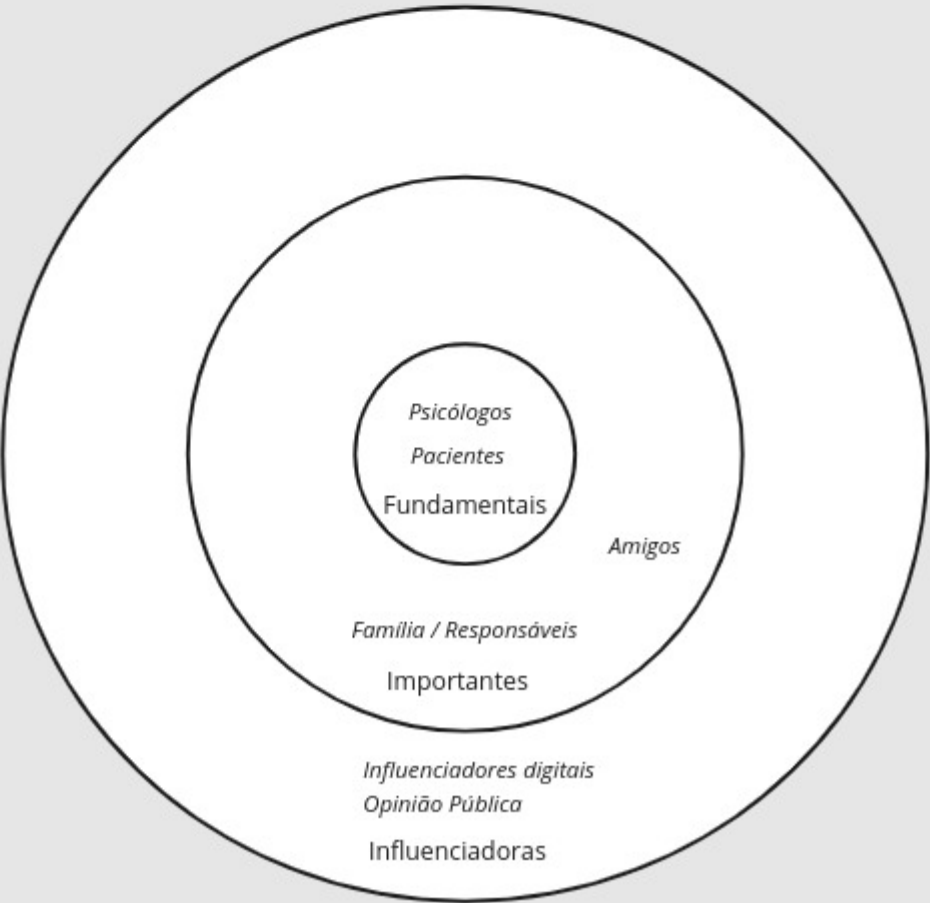 Psicólogos
Pacientes
Fundamentais
Amigos
Família / Responsáveis
Importantes
Influenciadores digitais
Opinião Pública
Influenciadoras